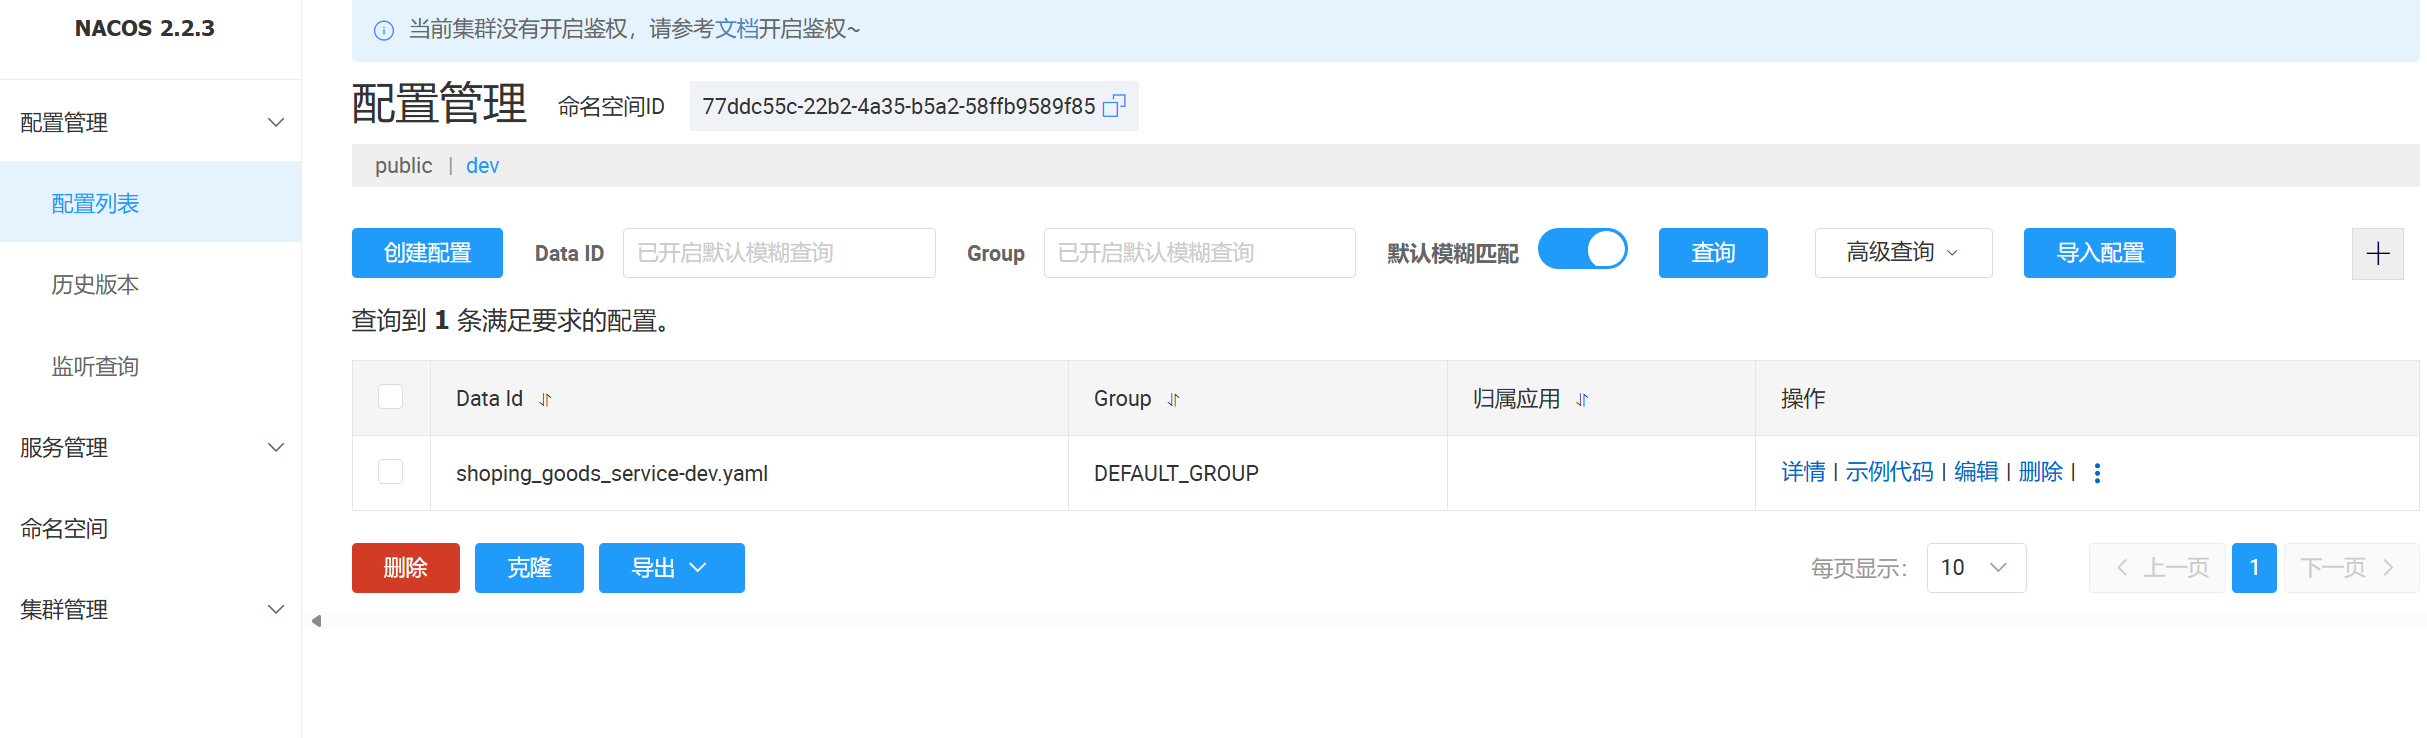 NACOS 2.2.3
配置管理
配置列表
历史版本
监听查询
服务管理
命名空间
集群管理
当前集群没有开启鉴权，请参考文档开启鉴权~
配置管理 命名空间ID 77ddc55c-22b2-4a35-b5a2-58ffb9589f85
public | dev
创建配置 Data ID 已开启默认模糊查询 Group 已开启默认模糊查询 默认模糊匹配 查询 高级查询 导入配置
查询到 1 条满足要求的配置。
Data Id Group 归属应用 操作
shoping_goods_service-dev.yaml DEFAULT_GROUP 详情 | 示例代码 | 编辑 | 删除 |
删除 克隆 导出 每页显示： 10 上一页 1 下一页